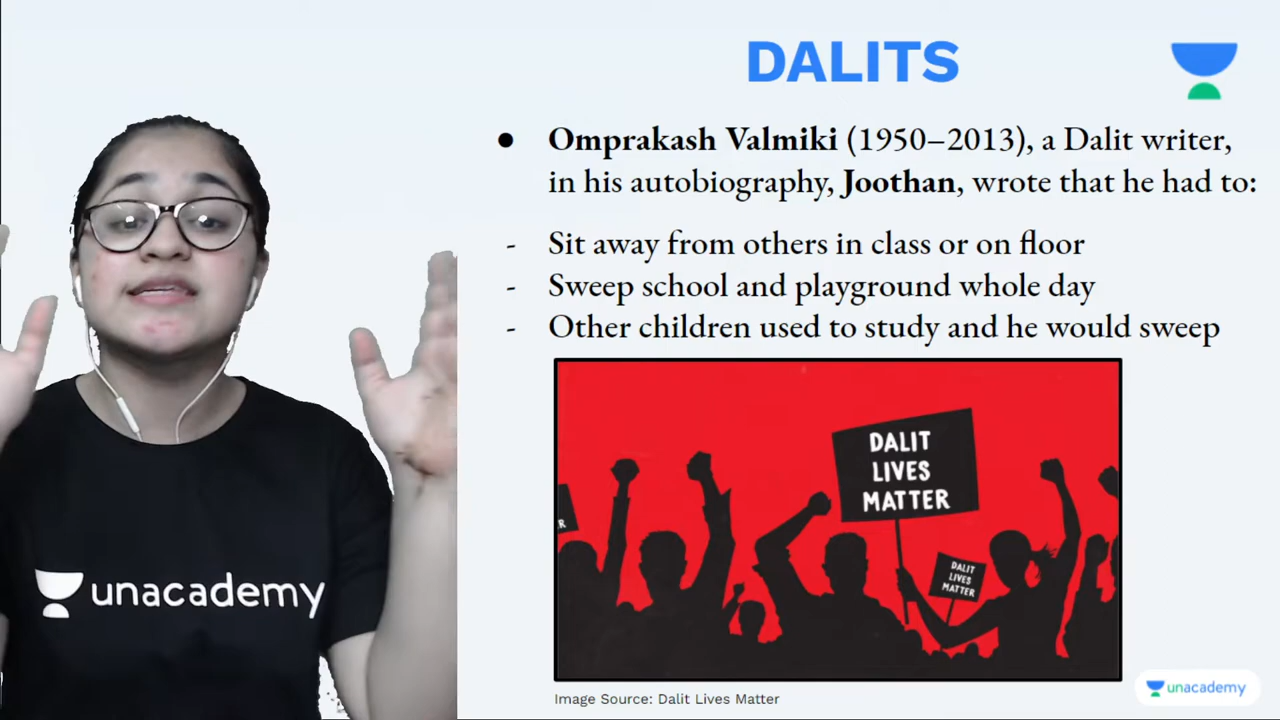 DALITS
● Omprakash Valmiki (1950–2013), a Dalit writer,
in his autobiography, Joothan, wrote that he had to:
- Sit away from others in class or on floor
- Sweep school and playground whole day
- Other children used to study and he would sweep
DALIT
LIVES
MATTER
R
DALIT
LIVES
MATTER
unacademy
Image Source: Dalit Lives Matter
unacademy